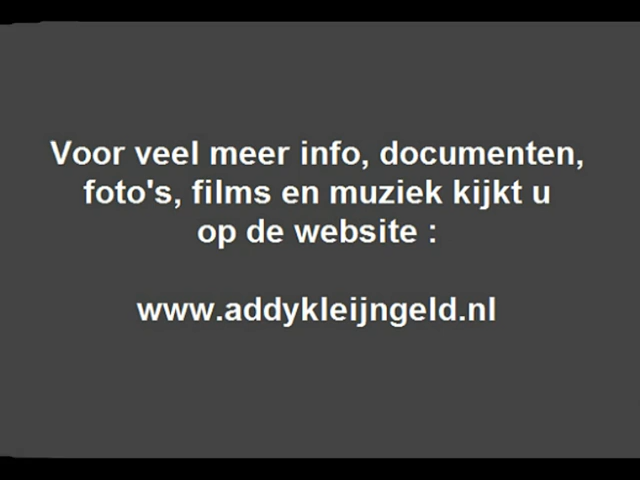 Voor veel meer info, documenten,
foto's, films en muziek kijkt u
op de website :
www.addykleijngeld.nl